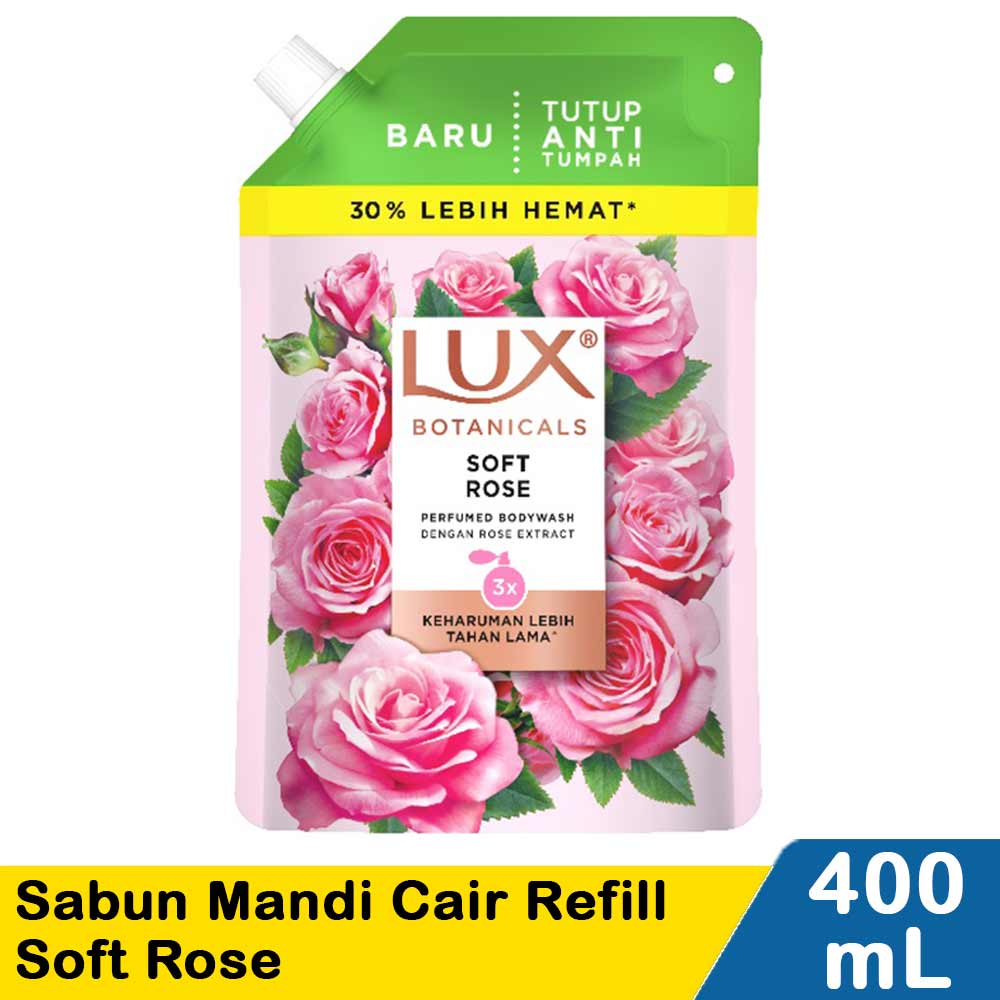 BARU
TUTUP
ANTI
TUMPAH
30% LEBIH HEMAT*
LUX®
BOTANICALS
SOFT
ROSE
PERFUMED BODYWASH
DENGAN ROSE EXTRACT
3x
KEHARUMAN LEBIH
TAHAN LAMA^
Sabun Mandi Cair Refill
Soft Rose
400
mL